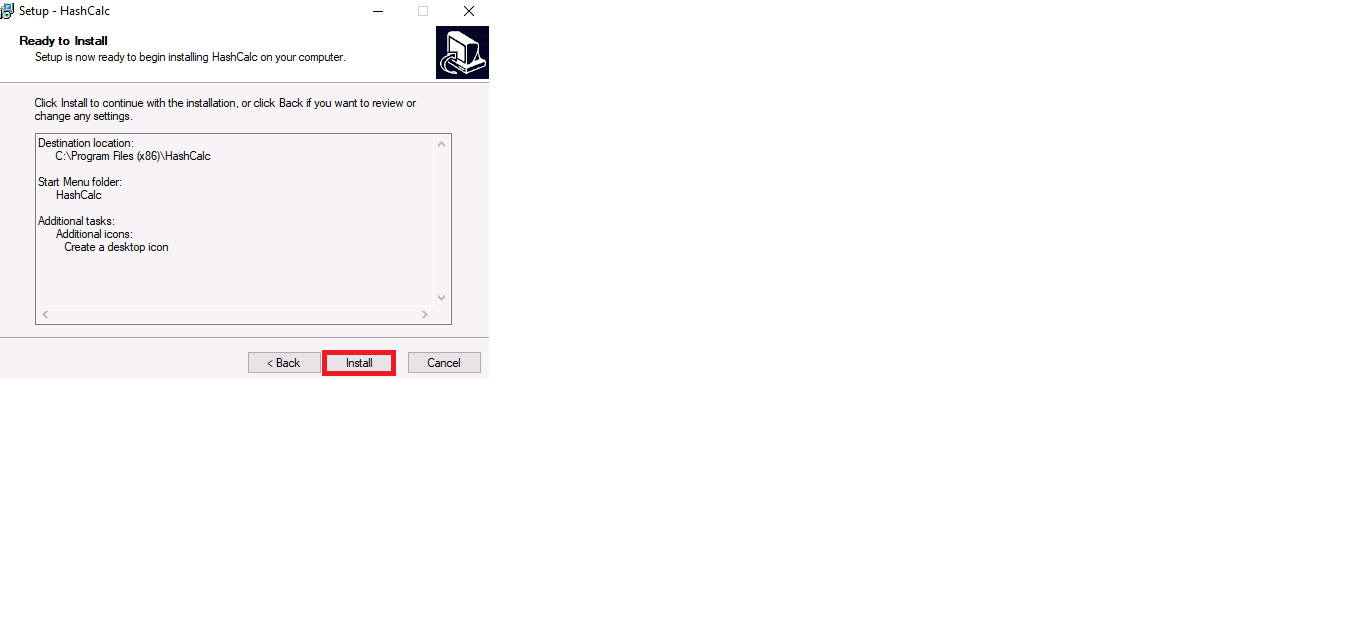 Setup - HashCalc
Ready to Install
Setup is now ready to begin installing HashCalc on your computer.
Click Install to continue with the installation, or click Back if you want to review or
change any settings.
Destination location:
C:\Program Files (x86)\HashCalc
Start Menu folder:
HashCalc
Additional tasks:
Additional icons:
Create a desktop icon
< Back
Install
Cancel